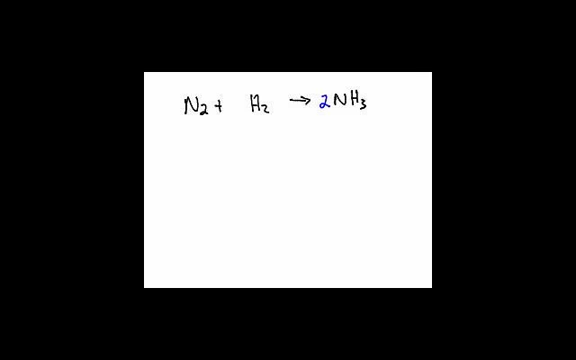 N₂ + H₂ → 2NH₃